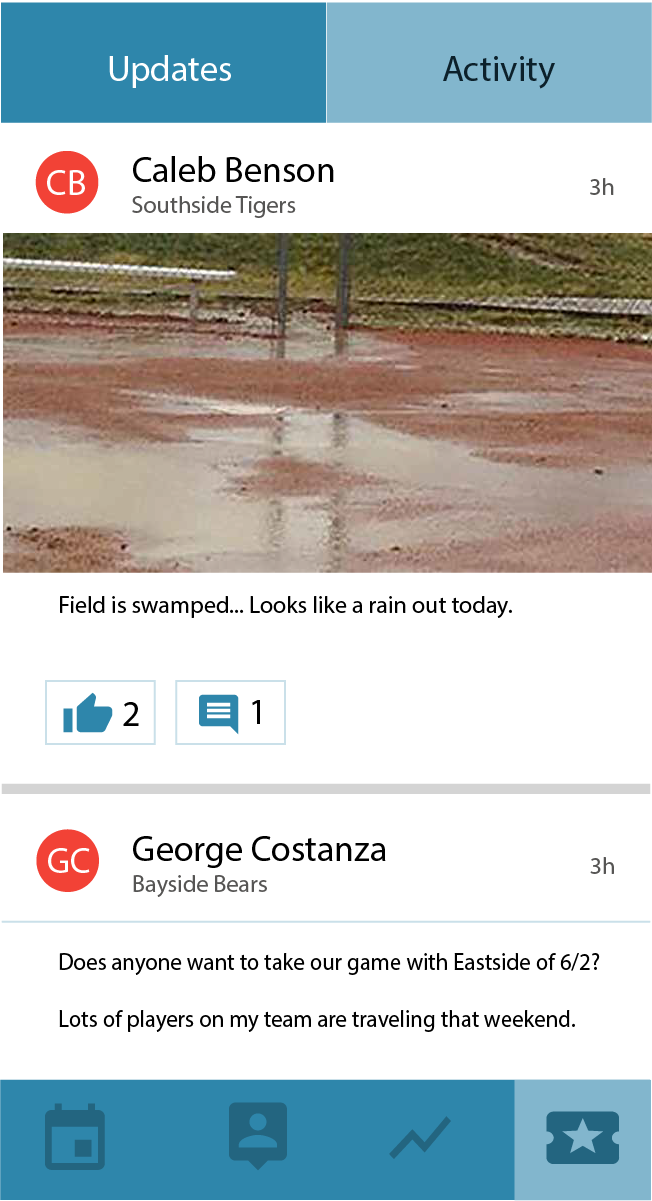 Updates
Activity
CB
Caleb Benson
3h
Southside Tigers
Field is swamped... Looks like a rain out today.
2
1
GC
George Costanza
3h
Bayside Bears
Does anyone want to take our game with Eastside of 6/2?
Lots of players on my team are traveling that weekend.